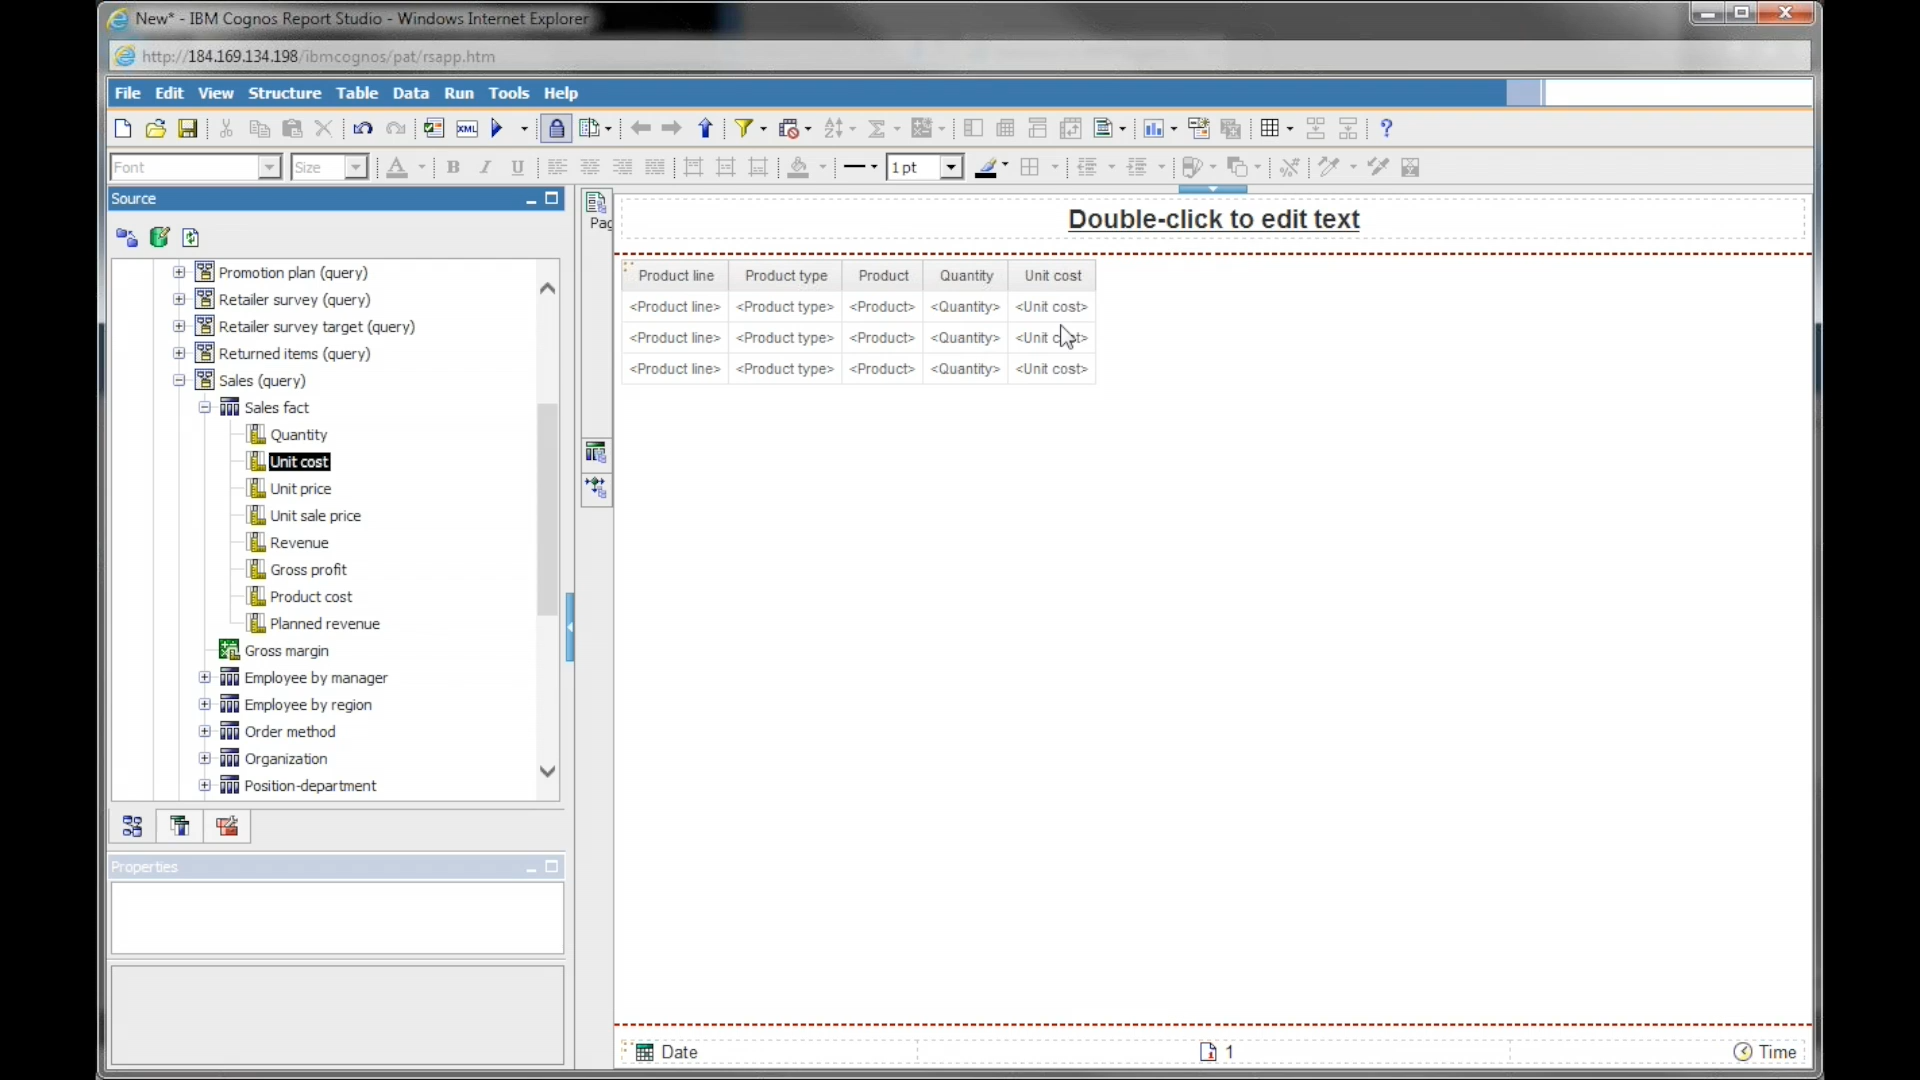 New* - IBM Cognos Report Studio - Windows Internet Explorer
http://184.169.134.198/ibmcognos/pat/rsapp.htm
File Edit View Structure Table Data Run Tools Help
XML
Font Size A B I U 1 pt
Source
Pag
Double-click to edit text
Promotion plan (query)
Retailer survey (query)
Retailer survey target (query)
Returned items (query)
Sales (query)
Sales fact
Quantity
Unit cost
Unit price
Unit sale price
Revenue
Gross profit
Product cost
Planned revenue
Gross margin
Employee by manager
Employee by region
Order method
Organization
Position-department
Product line Product type Product Quantity Unit cost
<Product line> <Product type> <Product> <Quantity> <Unit cost>
<Product line> <Product type> <Product> <Quantity> <Unit cost>
<Product line> <Product type> <Product> <Quantity> <Unit cost>
Properties
Date 1 Time